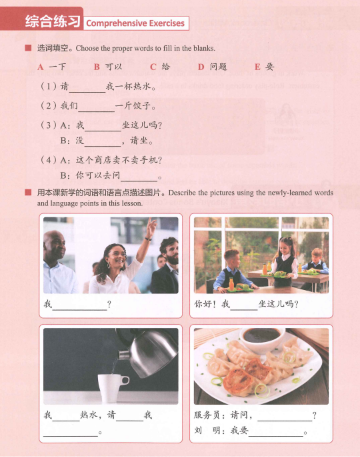 综合练习 Comprehensive Exercises
■ 选词填空。Choose the proper words to fill in the blanks.
A 一下 B 可以 C 给 D 问题 E 要
（1）请________我一杯热水。
（2）我们________一片饺子。
（3）A：我________坐这儿吗？
B：没________，请坐。
（4）A：这个商店卖不卖手机？
B：你可以去问________。
■ 用本课新学的词语和语言点描述图片。Describe the pictures using the newly-learned words
and language points in this lesson.
我____________？
你好！我______坐这儿吗？
我______热水，请______我
____________。
服务员：请问，____________？
刘 明：我要____________。